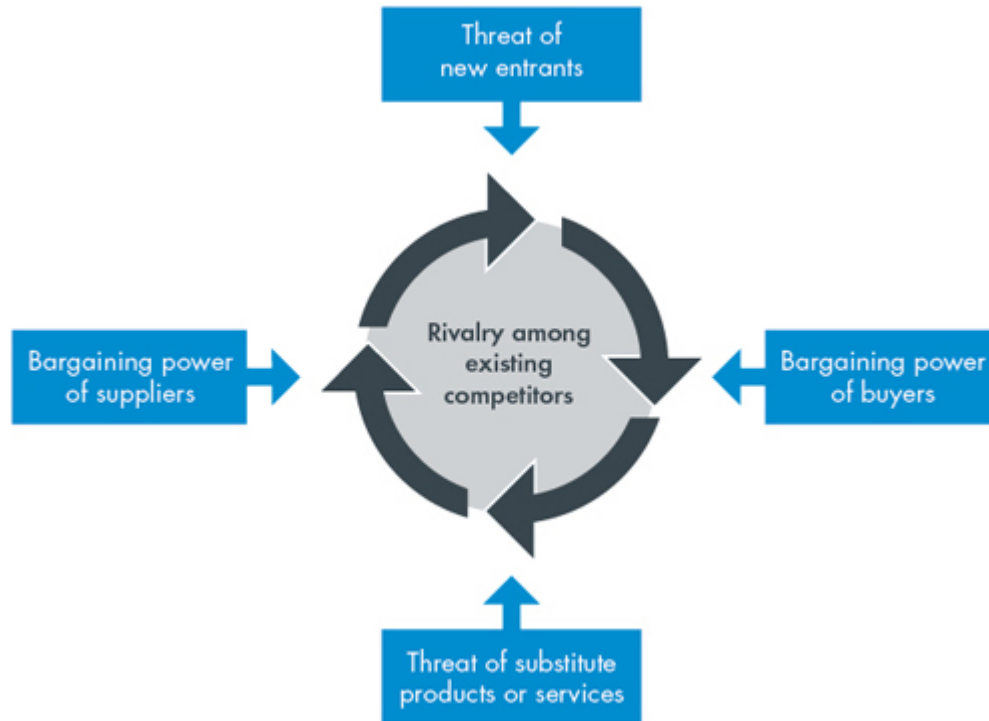 Threat of
new entrants
Rivalry among
existing
competitors
Bargaining power
of suppliers
Bargaining power
of buyers
Threat of substitute
products or services